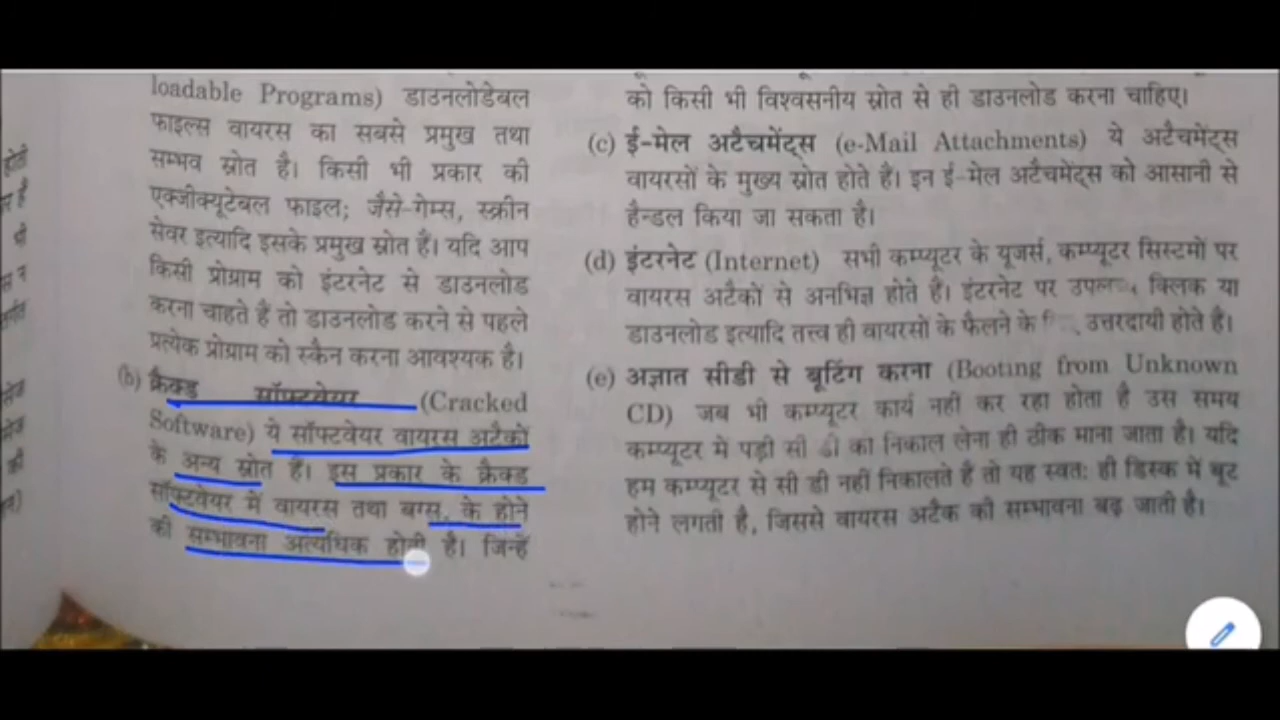 loadable Programs) डाउनलोडेबल
फाइल्स वायरस का सबसे प्रमुख तथा
सम्भव स्रोत है। किसी भी प्रकार की
एक्जीक्यूटेबल फाइल; जैसे-गेम्स, स्क्रीन
सेवर इत्यादि इसके प्रमुख स्रोत हैं। यदि आप
किसी प्रोग्राम को इंटरनेट से डाउनलोड
करना चाहते हैं तो डाउनलोड करने से पहले
प्रत्येक प्रोग्राम को स्कैन करना आवश्यक है।
(b) क्रैक्ड सॉफ्टवेयर (Cracked
Software) ये सॉफ्टवेयर वायरस अटैकों
के अन्य स्रोत हैं। इस प्रकार के क्रैक्ड
सॉफ्टवेयर में वायरस तथा बग्स, के होने
की सम्भावना अत्यधिक होती है। जिन्हें
को किसी भी विश्वसनीय स्रोत से ही डाउनलोड करना चाहिए।
(c) ई-मेल अटैचमेंट्स (e-Mail Attachments) ये अटैचमेंट्स
वायरसों के मुख्य स्रोत होते हैं। इन ई-मेल अटैचमेंट्स को आसानी से
हैन्डल किया जा सकता है।
(d) इंटरनेट (Internet) सभी कम्प्यूटर के यूजर्स, कम्प्यूटर सिस्टमों पर
वायरस अटैकों से अनभिज्ञ होते हैं। इंटरनेट पर क्लिक या
डाउनलोड इत्यादि तत्त्व ही वायरसों के फैलने के उत्तरदायी होते है।
(e) अज्ञात सीडी से बूटिंग करना (Booting from Unknown
CD) जब भी कम्प्यूटर कार्य नहीं कर रहा होता है उस समय
कम्प्यूटर में पड़ी सी डी को निकाल लेना ही ठीक माना जाता है। यदि
हम कम्प्यूटर से सी डी नहीं निकालते हैं तो यह स्वत: ही डिस्क में बूट
होने लगती है, जिससे वायरस अटैक की सम्भावना बढ़ जाती है।